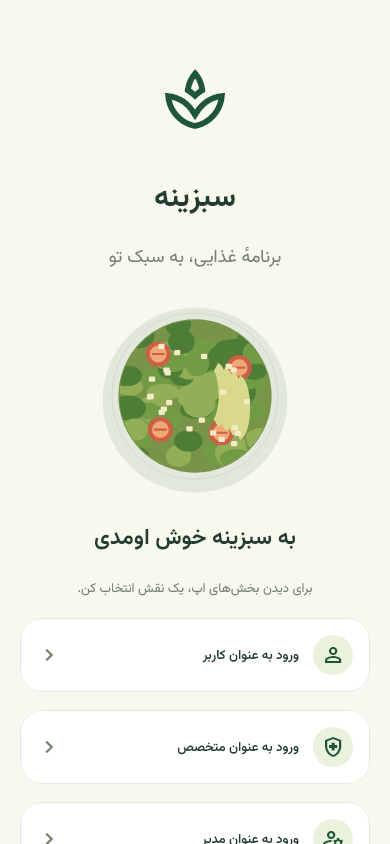 سبزینه
برنامهٔ غذایی، به سبک تو
به سبزینه خوش اومدی
برای دیدن بخش‌های اپ، یک نقش انتخاب کن.
ورود به عنوان کاربر
ورود به عنوان متخصص
ورود به عنوان مدیر